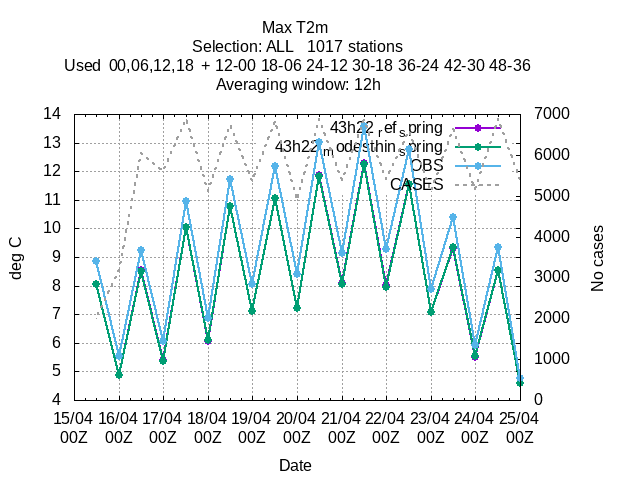 Max T2m
Selection: ALL 1017 stations
Used 00,06,12,18 + 12-00 18-06 24-12 30-18 36-24 42-30 48-36
Averaging window: 12h
43h22_ref_spring
43h22_modesthin_spring
OBS
CASES
14
13
12
11
10
9
8
7
6
5
4
deg C
7000
6000
5000
4000
3000
2000
1000
0
No cases
15/04 16/04 17/04 18/04 19/04 20/04 21/04 22/04 23/04 24/04 25/04
00Z 00Z 00Z 00Z 00Z 00Z 00Z 00Z 00Z 00Z 00Z
Date